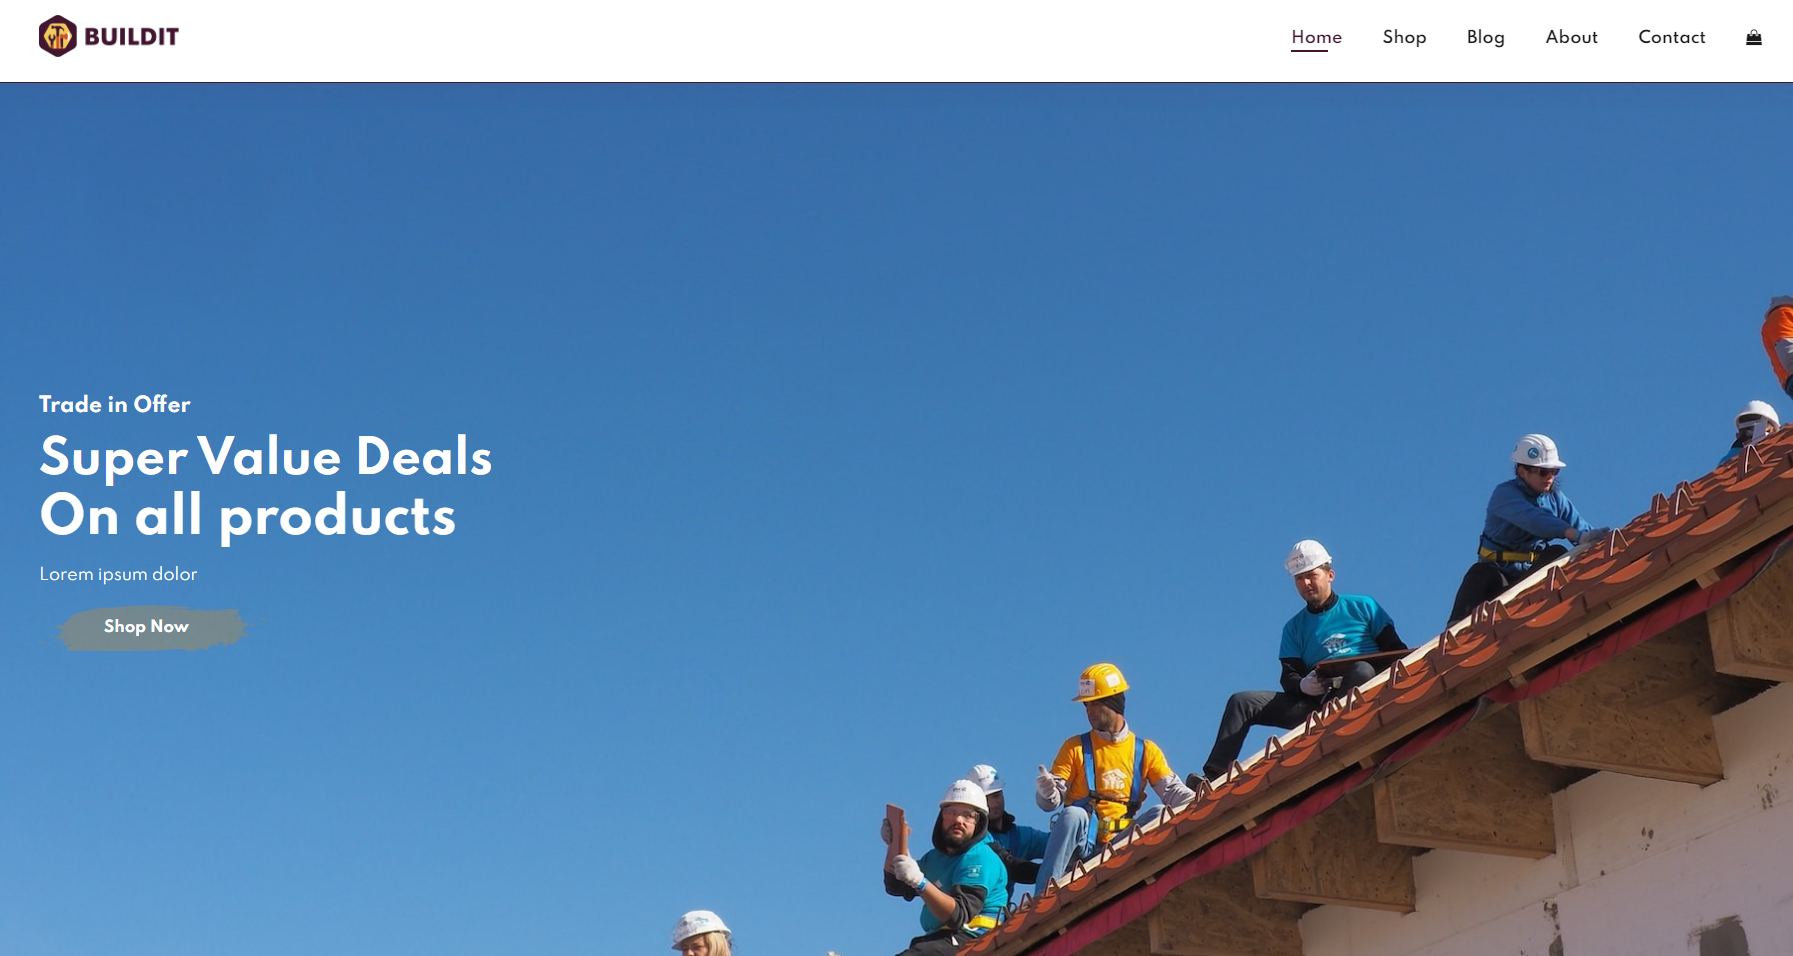 BUILDIT
Home Shop Blog About Contact
Trade in Offer
Super Value Deals
On all products
Lorem ipsum dolor
Shop Now